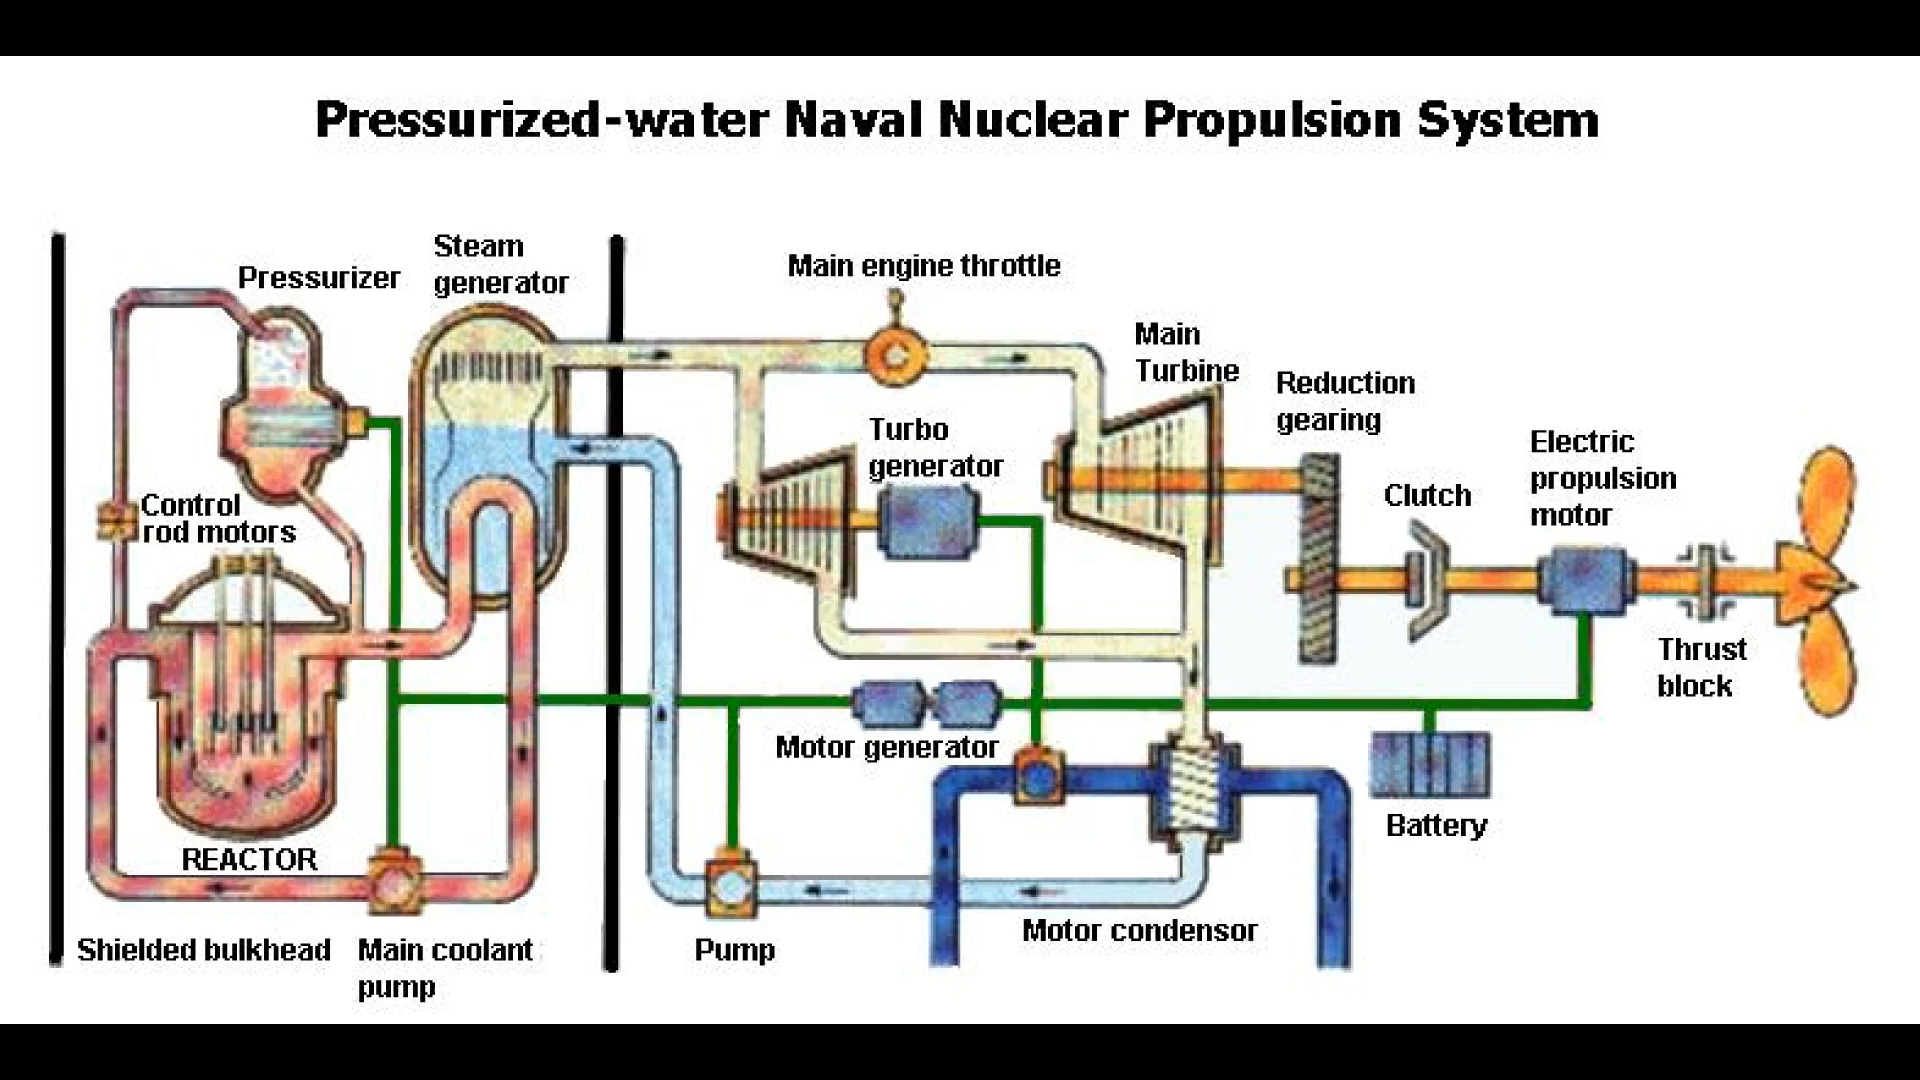 Pressurized-water Naval Nuclear Propulsion System
Steam
generator
Pressurizer
Main engine throttle
Main
Turbine
Reduction
gearing
Turbo
generator
Electric
propulsion
motor
Clutch
Control
rod motors
Thrust
block
Motor generator
Battery
REACTOR
Motor condensor
Shielded bulkhead
Main coolant
pump
Pump